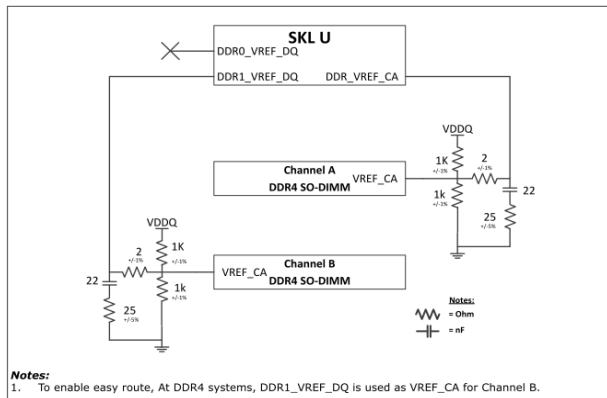 SKL U
DDR0_VREF_DQ
DDR1_VREF_DQ DDR_VREF_CA
VDDQ
1K
+/-1%
2
+/-1%
Channel A
DDR4 SO-DIMM
VREF_CA
1k
+/-1%
22
25
+/-5%
VDDQ
1K
+/-1%
2
+/-1%
Channel B
DDR4 SO-DIMM
VREF_CA
22
1k
+/-1%
25
+/-5%
Notes:
= Ohm
= nF
Notes:
1. To enable easy route, At DDR4 systems, DDR1_VREF_DQ is used as VREF_CA for Channel B.